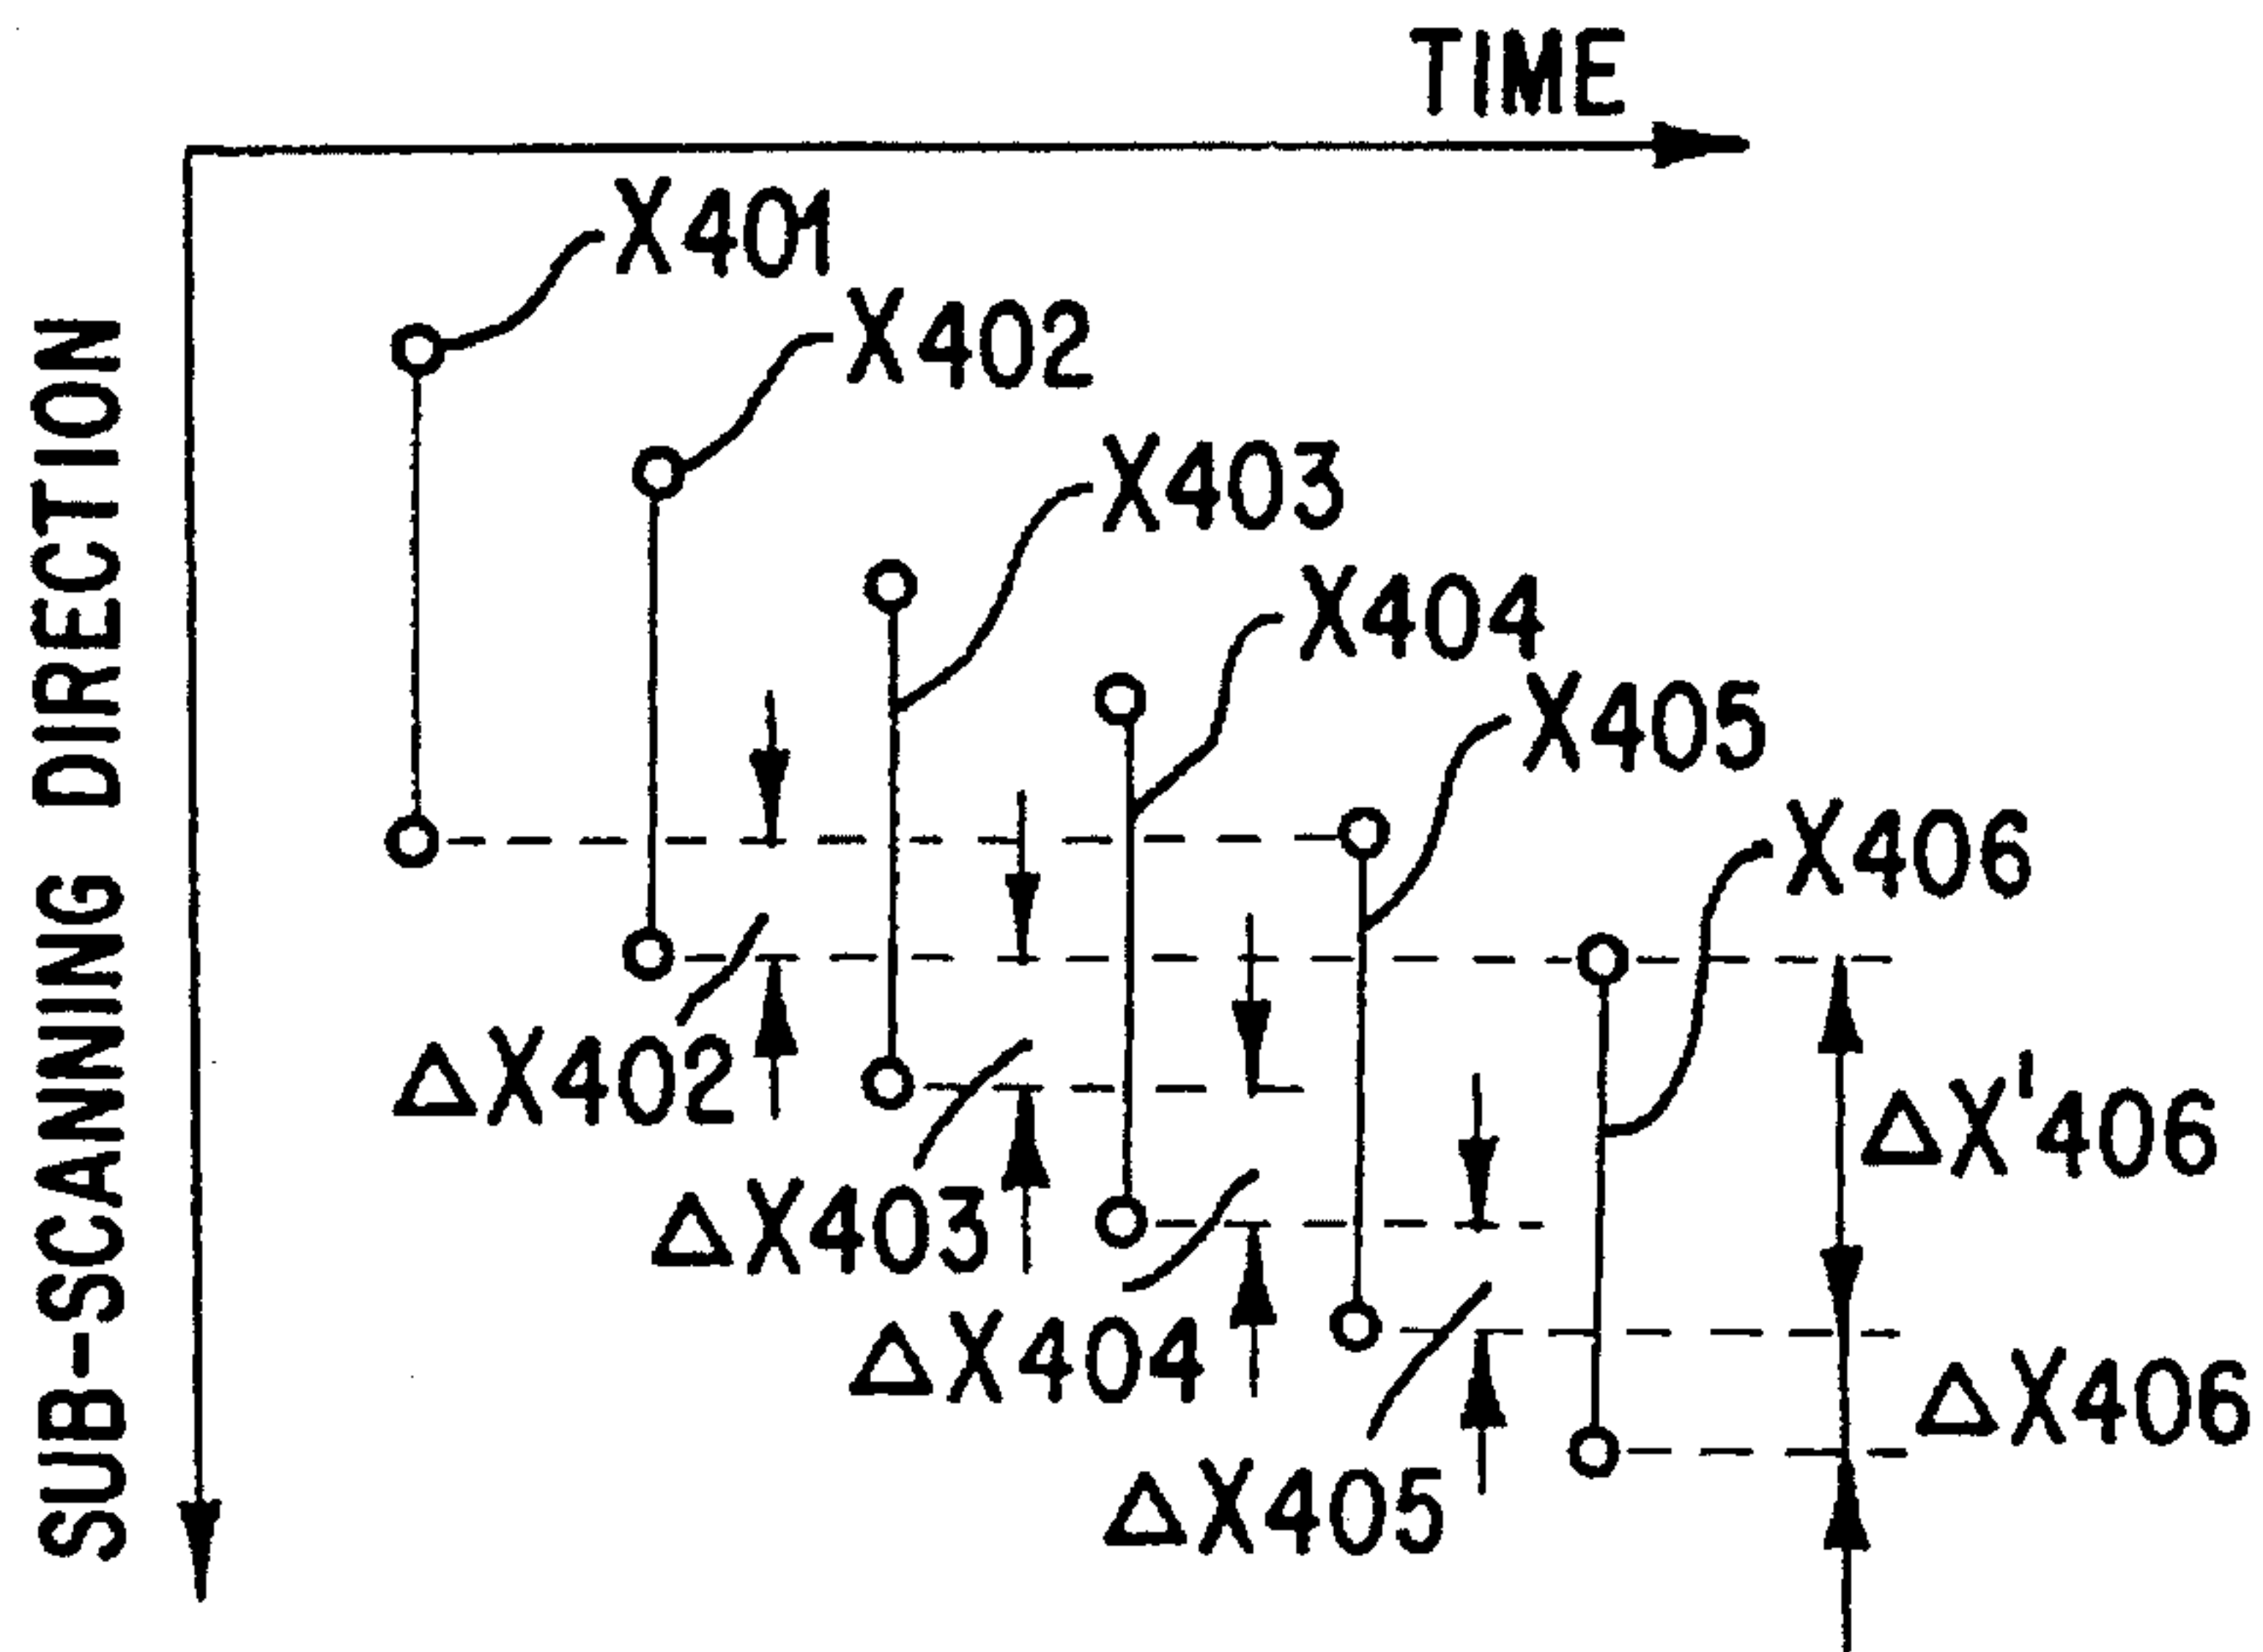 TIME
X401
X402
X403
X404
X405
X406
SUB-SCANNING DIRECTION
ΔX402
ΔX'406
ΔX403
ΔX404
ΔX406
ΔX405